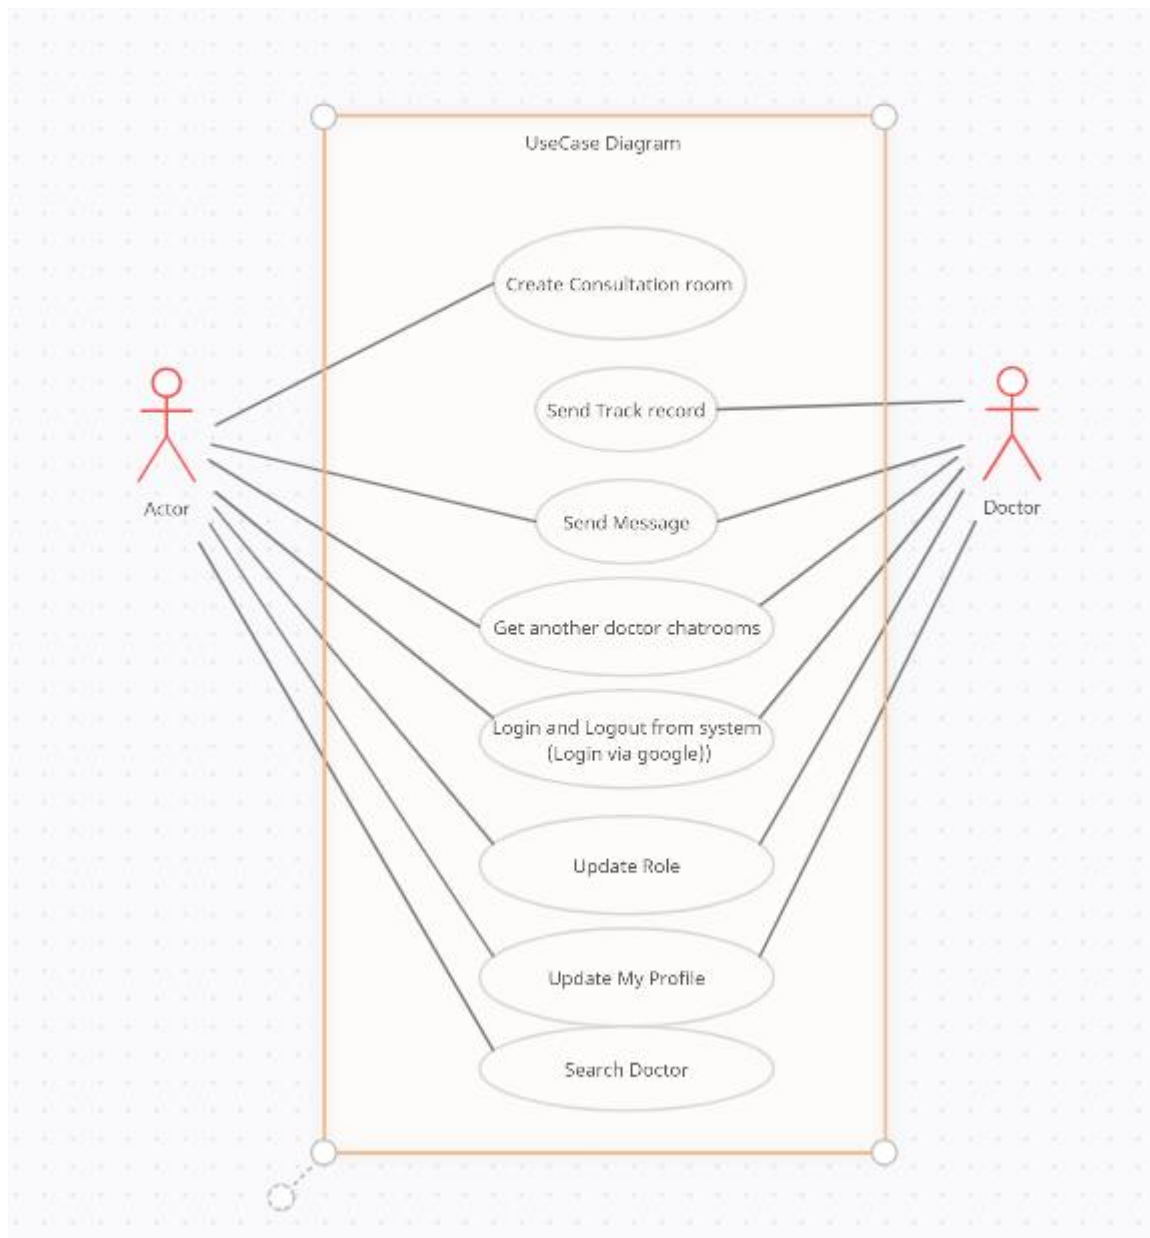 UseCase Diagram
Create Consultation room
Send Track record
Actor
Doctor
Send Message
Get another doctor chatrooms
Login and Logout from system
(Login via google))
Update Role
Update My Profile
Search Doctor